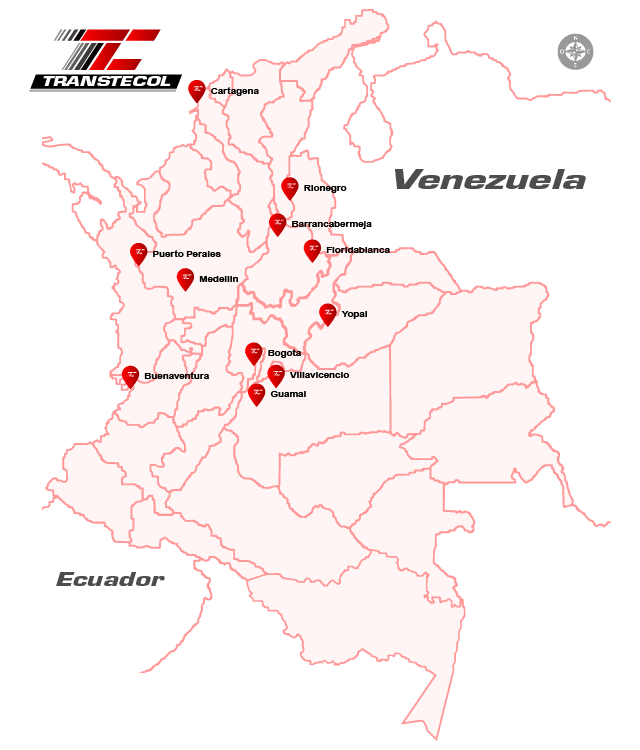 N
O
E
S
TRANSTECOL
Cartagena
Venezuela
Rionegro
Barrancabermeja
Puerto Perales
Floridablanca
Medellin
Yopal
Bogota
Buenaventura
Villavicencio
Guamal
Ecuador